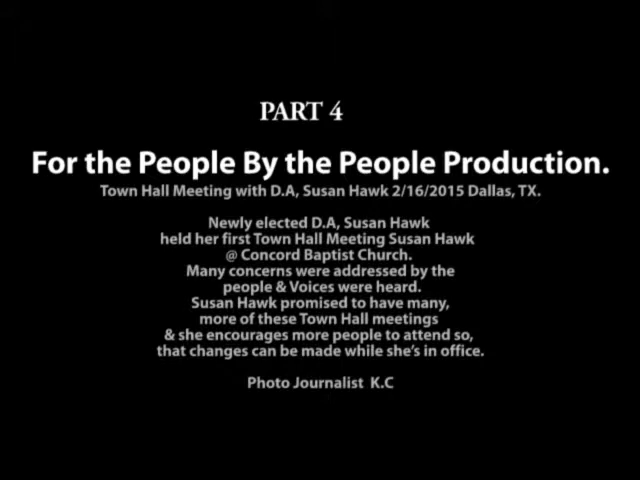 PART 4
For the People By the People Production.
Town Hall Meeting with D.A, Susan Hawk 2/16/2015 Dallas, TX.
Newly elected D.A, Susan Hawk
held her first Town Hall Meeting Susan Hawk
@ Concord Baptist Church.
Many concerns were addressed by the
people & Voices were heard.
Susan Hawk promised to have many,
more of these Town Hall meetings
& she encourages more people to attend so,
that changes can be made while she's in office.
Photo Journalist  K.C